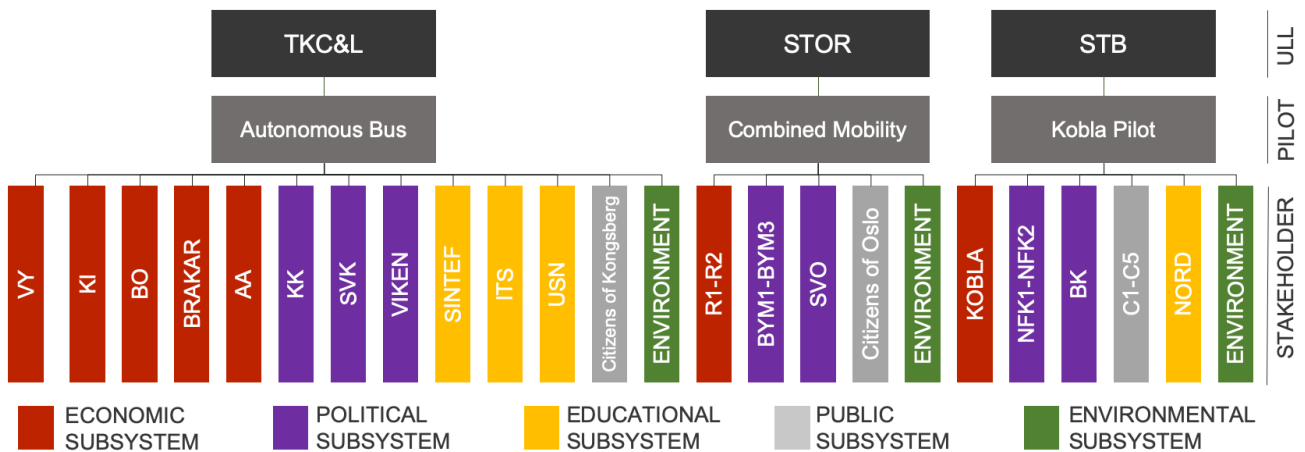 TKC&L
STOR
STB
ULL
Autonomous Bus
Combined Mobility
Kobla Pilot
PILOT
VY
KI
BO
BRAKAR
AA
KK
SVK
VIKEN
SINTEF
ITS
USN
Citizens of Kongsberg
ENVIRONMENT
R1-R2
BYM1-BYM3
SVO
Citizens of Oslo
ENVIRONMENT
KOBLA
NFK1-NFK2
BK
C1-C5
NORD
ENVIRONMENT
STAKEHOLDER
ECONOMIC
SUBSYSTEM
POLITICAL
SUBSYSTEM
EDUCATIONAL
SUBSYSTEM
PUBLIC
SUBSYSTEM
ENVIRONMENTAL
SUBSYSTEM